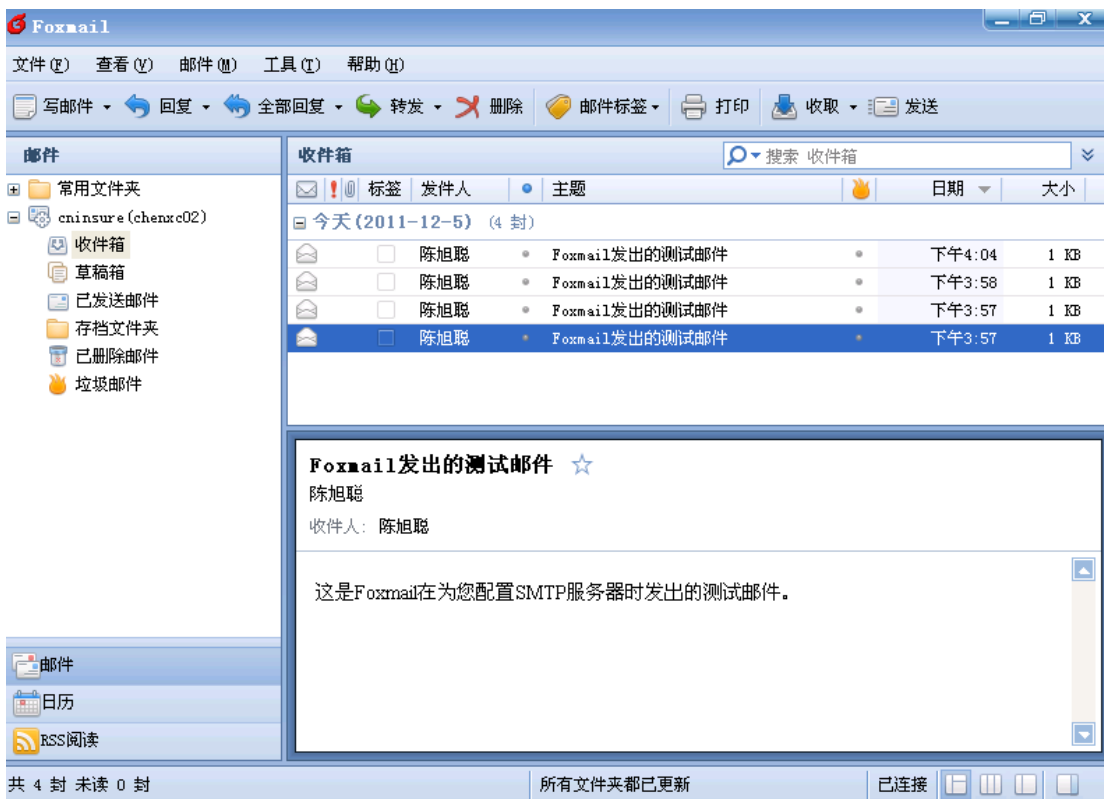 Foxmail
文件(F) 查看(V) 邮件(M) 工具(T) 帮助(H)
写邮件 回复 全部回复 转发 删除 邮件标签 打印 收取 发送
邮件
常用文件夹
cninsure(chenxc02)
收件箱
草稿箱
已发送邮件
存档文件夹
已删除邮件
垃圾邮件
邮件
日历
RSS阅读
收件箱 搜索 收件箱
标签 发件人 主题 日期 大小
今天(2011-12-5) (4 封)
陈旭聪 Foxmail发出的测试邮件 下午4:04 1 KB
陈旭聪 Foxmail发出的测试邮件 下午3:58 1 KB
陈旭聪 Foxmail发出的测试邮件 下午3:57 1 KB
陈旭聪 Foxmail发出的测试邮件 下午3:57 1 KB
Foxmail发出的测试邮件
陈旭聪
收件人: 陈旭聪
这是Foxmail在为您配置SMTP服务器时发出的测试邮件。
共 4 封 未读 0 封 所有文件夹都已更新 已连接